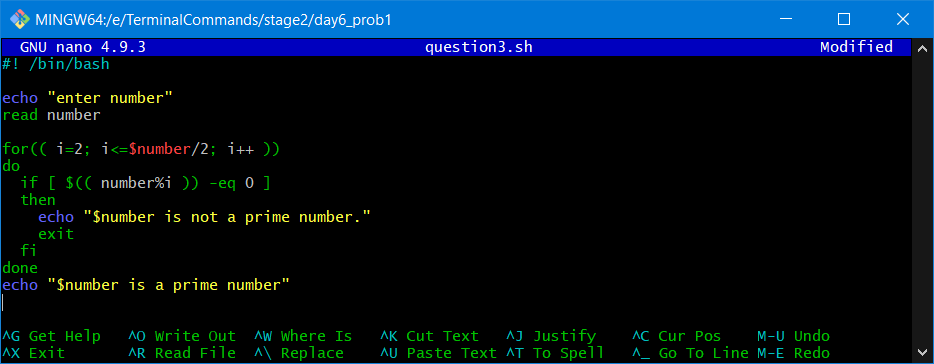 MINGW64:/e/TerminalCommands/stage2/day6_prob1
GNU nano 4.9.3 question3.sh Modified
#! /bin/bash
echo "enter number"
read number
for(( i=2; i<=$number/2; i++ ))
do
if [ $(( number%i )) -eq 0 ]
then
echo "$number is not a prime number."
exit
fi
done
echo "$number is a prime number"
^G Get Help ^O Write Out ^W Where Is ^K Cut Text ^J Justify ^C Cur Pos M-U Undo
^X Exit ^R Read File ^\ Replace ^U Paste Text ^T To Spell ^_ Go To Line M-E Redo